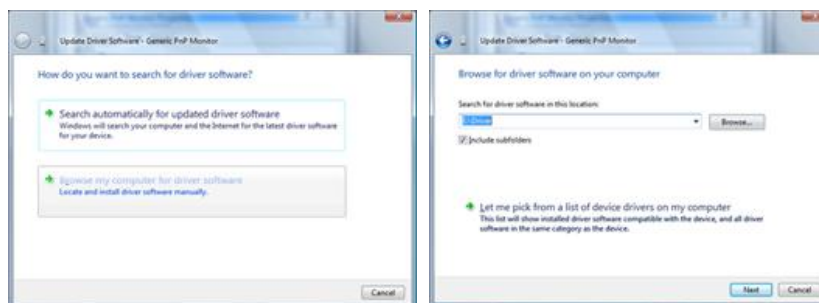 Update Driver Software - Generic PnP Monitor
How do you want to search for driver software?
Search automatically for updated driver software
Windows will search your computer and the Internet for the latest driver software
for your device.
Browse my computer for driver software
Locate and install driver software manually.
Cancel
Update Driver Software - Generic PnP Monitor
Browse for driver software on your computer
Search for driver software in this location:
Browse...
Include subfolders
Let me pick from a list of device drivers on my computer
This list will show installed driver software compatible with the device, and all driver
software in the same category as the device.
Next Cancel